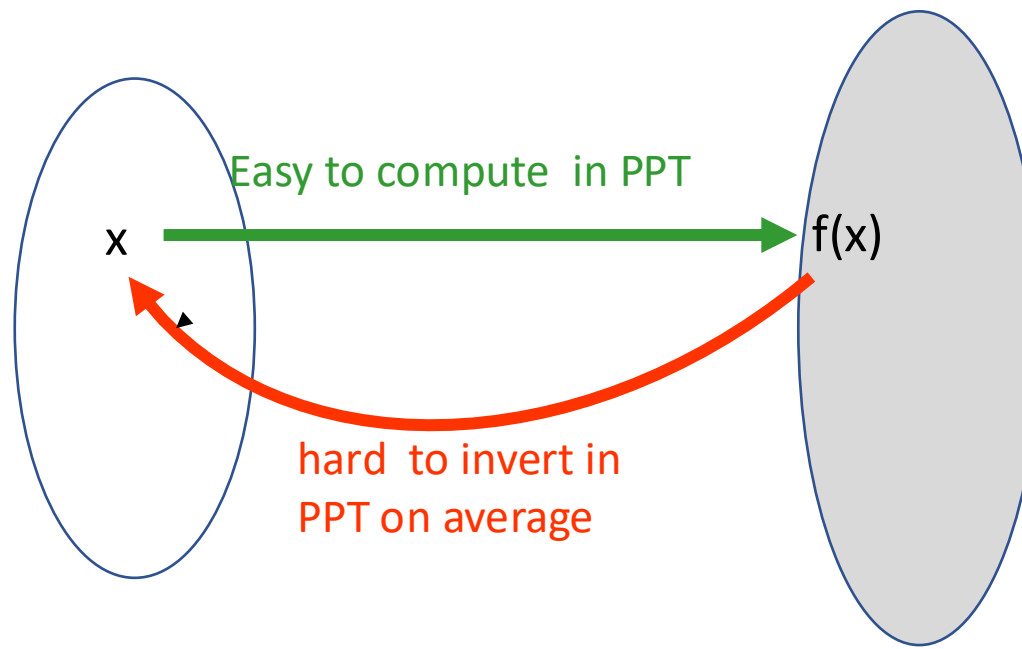 Easy to compute in PPT
x
f(x)
hard to invert in
PPT on average